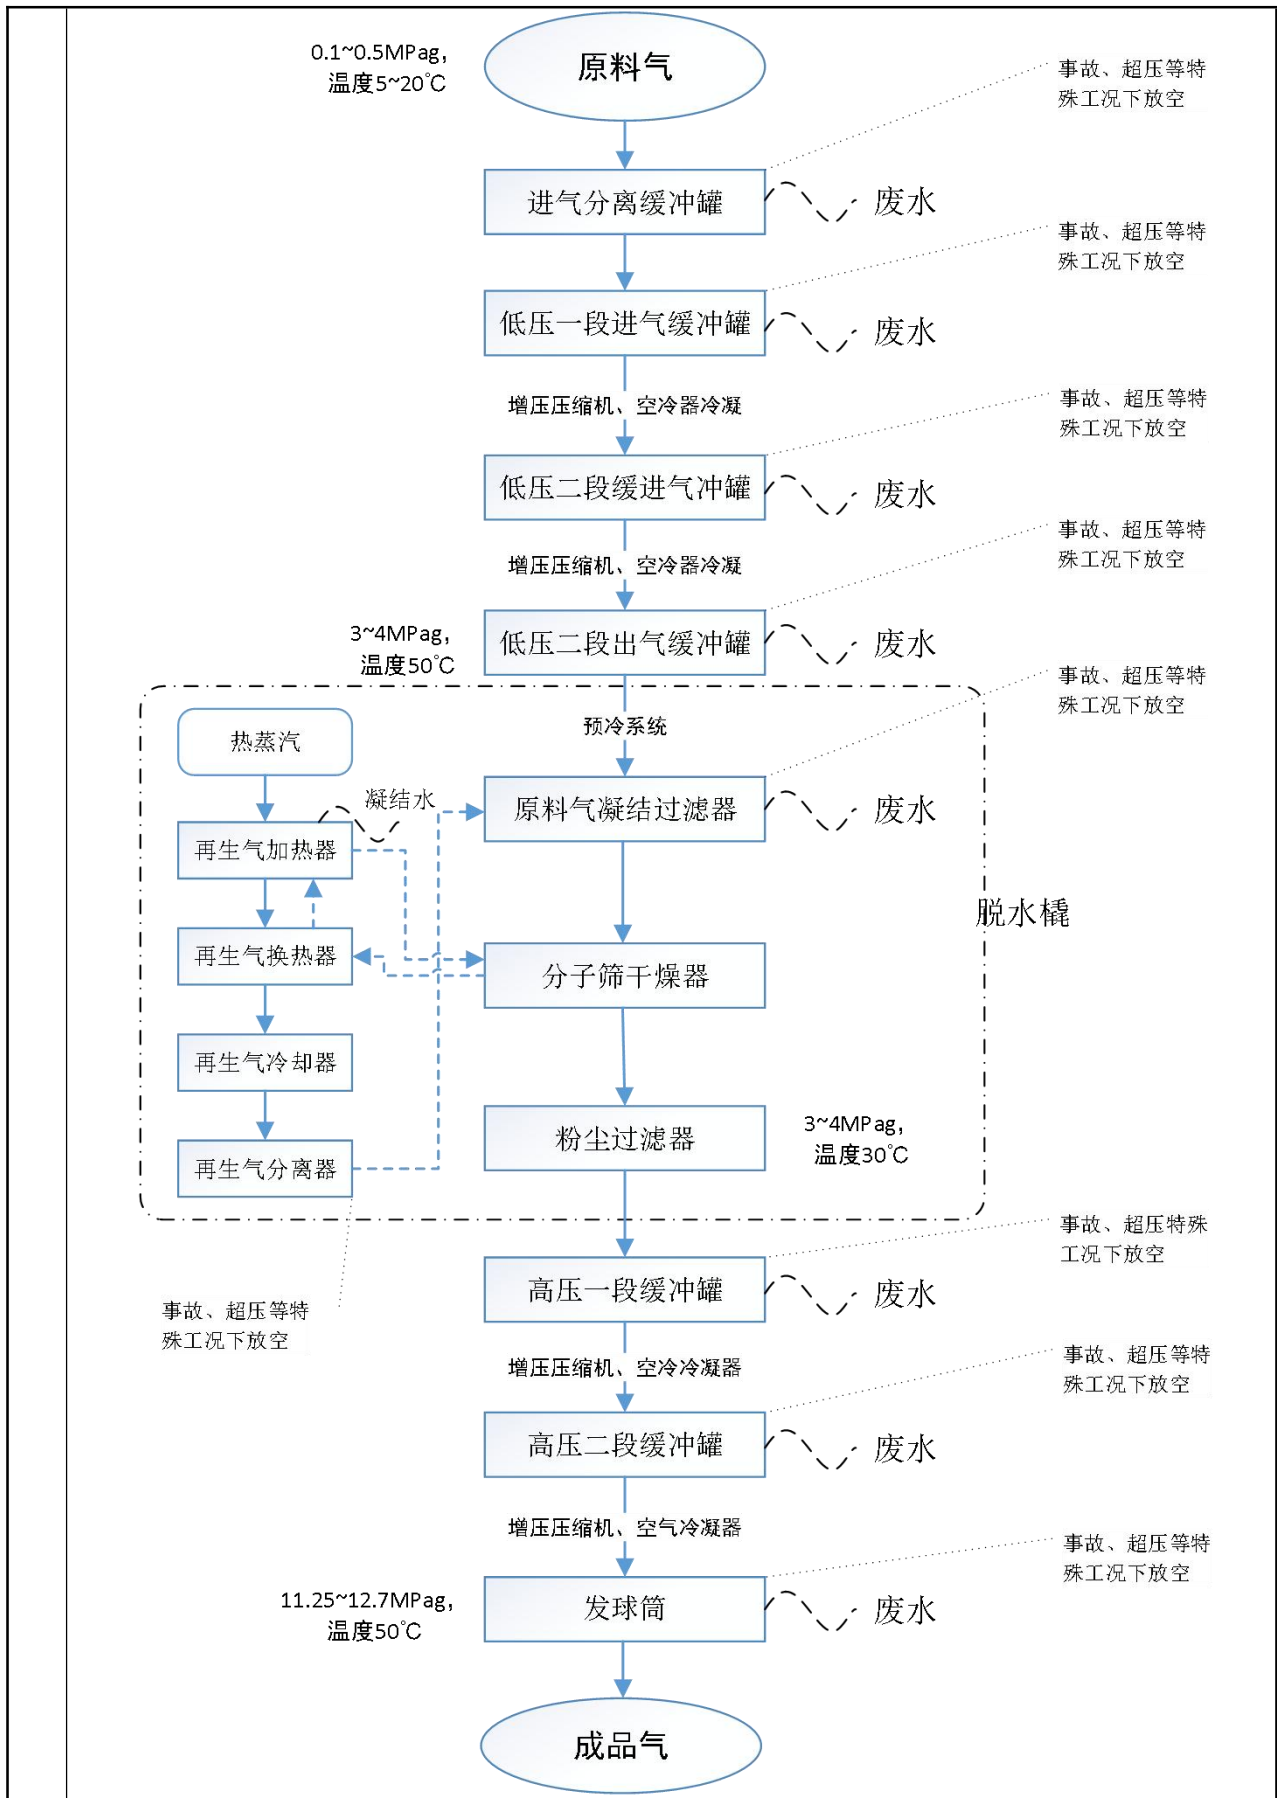 0.1~0.5MPag,
温度5~20℃
原料气
事故、超压等特
殊工况下放空
进气分离缓冲罐
废水
事故、超压等特
殊工况下放空
低压一段进气缓冲罐
废水
增压压缩机、空冷器冷凝
事故、超压等特
殊工况下放空
低压二段缓进气冲罐
废水
事故、超压等特
殊工况下放空
增压压缩机、空冷器冷凝
3~4MPag,
温度50℃
低压二段出气缓冲罐
废水
事故、超压等特
殊工况下放空
预冷系统
热蒸汽
凝结水
原料气凝结过滤器
废水
再生气加热器
脱水橇
再生气换热器
分子筛干燥器
再生气冷却器
粉尘过滤器
3~4MPag,
温度30℃
再生气分离器
事故、超压特殊
工况下放空
高压一段缓冲罐
废水
事故、超压等特
殊工况下放空
增压压缩机、空冷冷凝器
事故、超压等特
殊工况下放空
高压二段缓冲罐
废水
增压压缩机、空气冷凝器
事故、超压等特
殊工况下放空
11.25~12.7MPag,
温度50℃
发球筒
废水
成品气